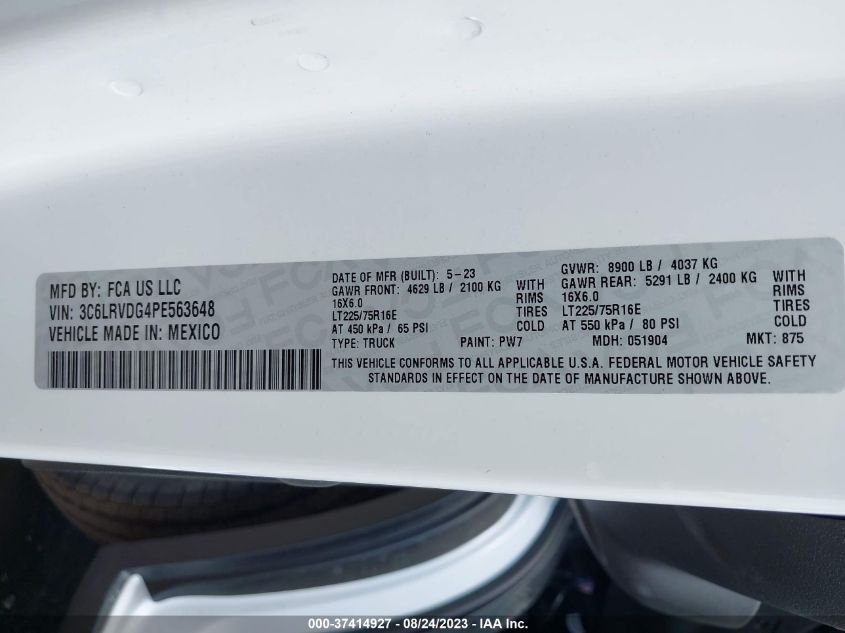 MFD BY: FCA US LLC
VIN: 3C6LRVDG4PE563648
VEHICLE MADE IN: MEXICO
DATE OF MFR (BUILT): 5-23
GAWR FRONT: 4629 LB / 2100 KG WITH
16X6.0 RIMS
LT225/75R16E TIRES
AT 450 kPa / 65 PSI COLD
GVWR: 8900 LB / 4037 KG
GAWR REAR: 5291 LB / 2400 KG WITH
16X6.0 RIMS
LT225/75R16E TIRES
AT 550 kPa / 80 PSI COLD
TYPE: TRUCK PAINT: PW7 MDH: 051904 MKT: 875
THIS VEHICLE CONFORMS TO ALL APPLICABLE U.S.A. FEDERAL MOTOR VEHICLE SAFETY
STANDARDS IN EFFECT ON THE DATE OF MANUFACTURE SHOWN ABOVE.
000-37414927 - 08/24/2023 - IAA Inc.